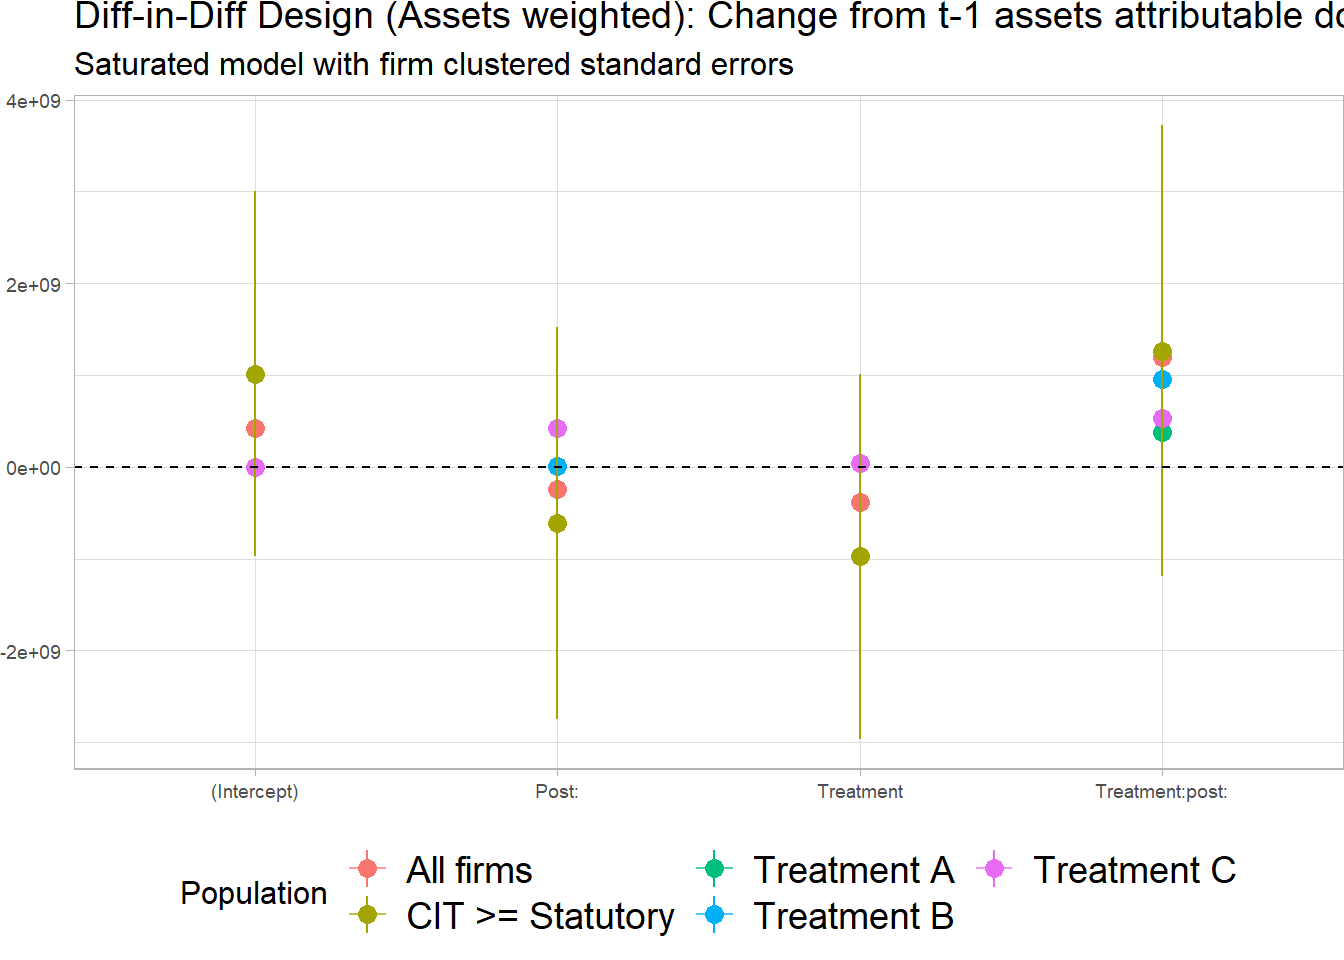 Diff-in-Diff Design (Assets weighted): Change from t-1 assets attributable do
Saturated model with firm clustered standard errors
4e+09
2e+09
0e+00
-2e+09
(Intercept) Post: Treatment Treatment:post:
Population
All firms Treatment A Treatment C
CIT >= Statutory Treatment B